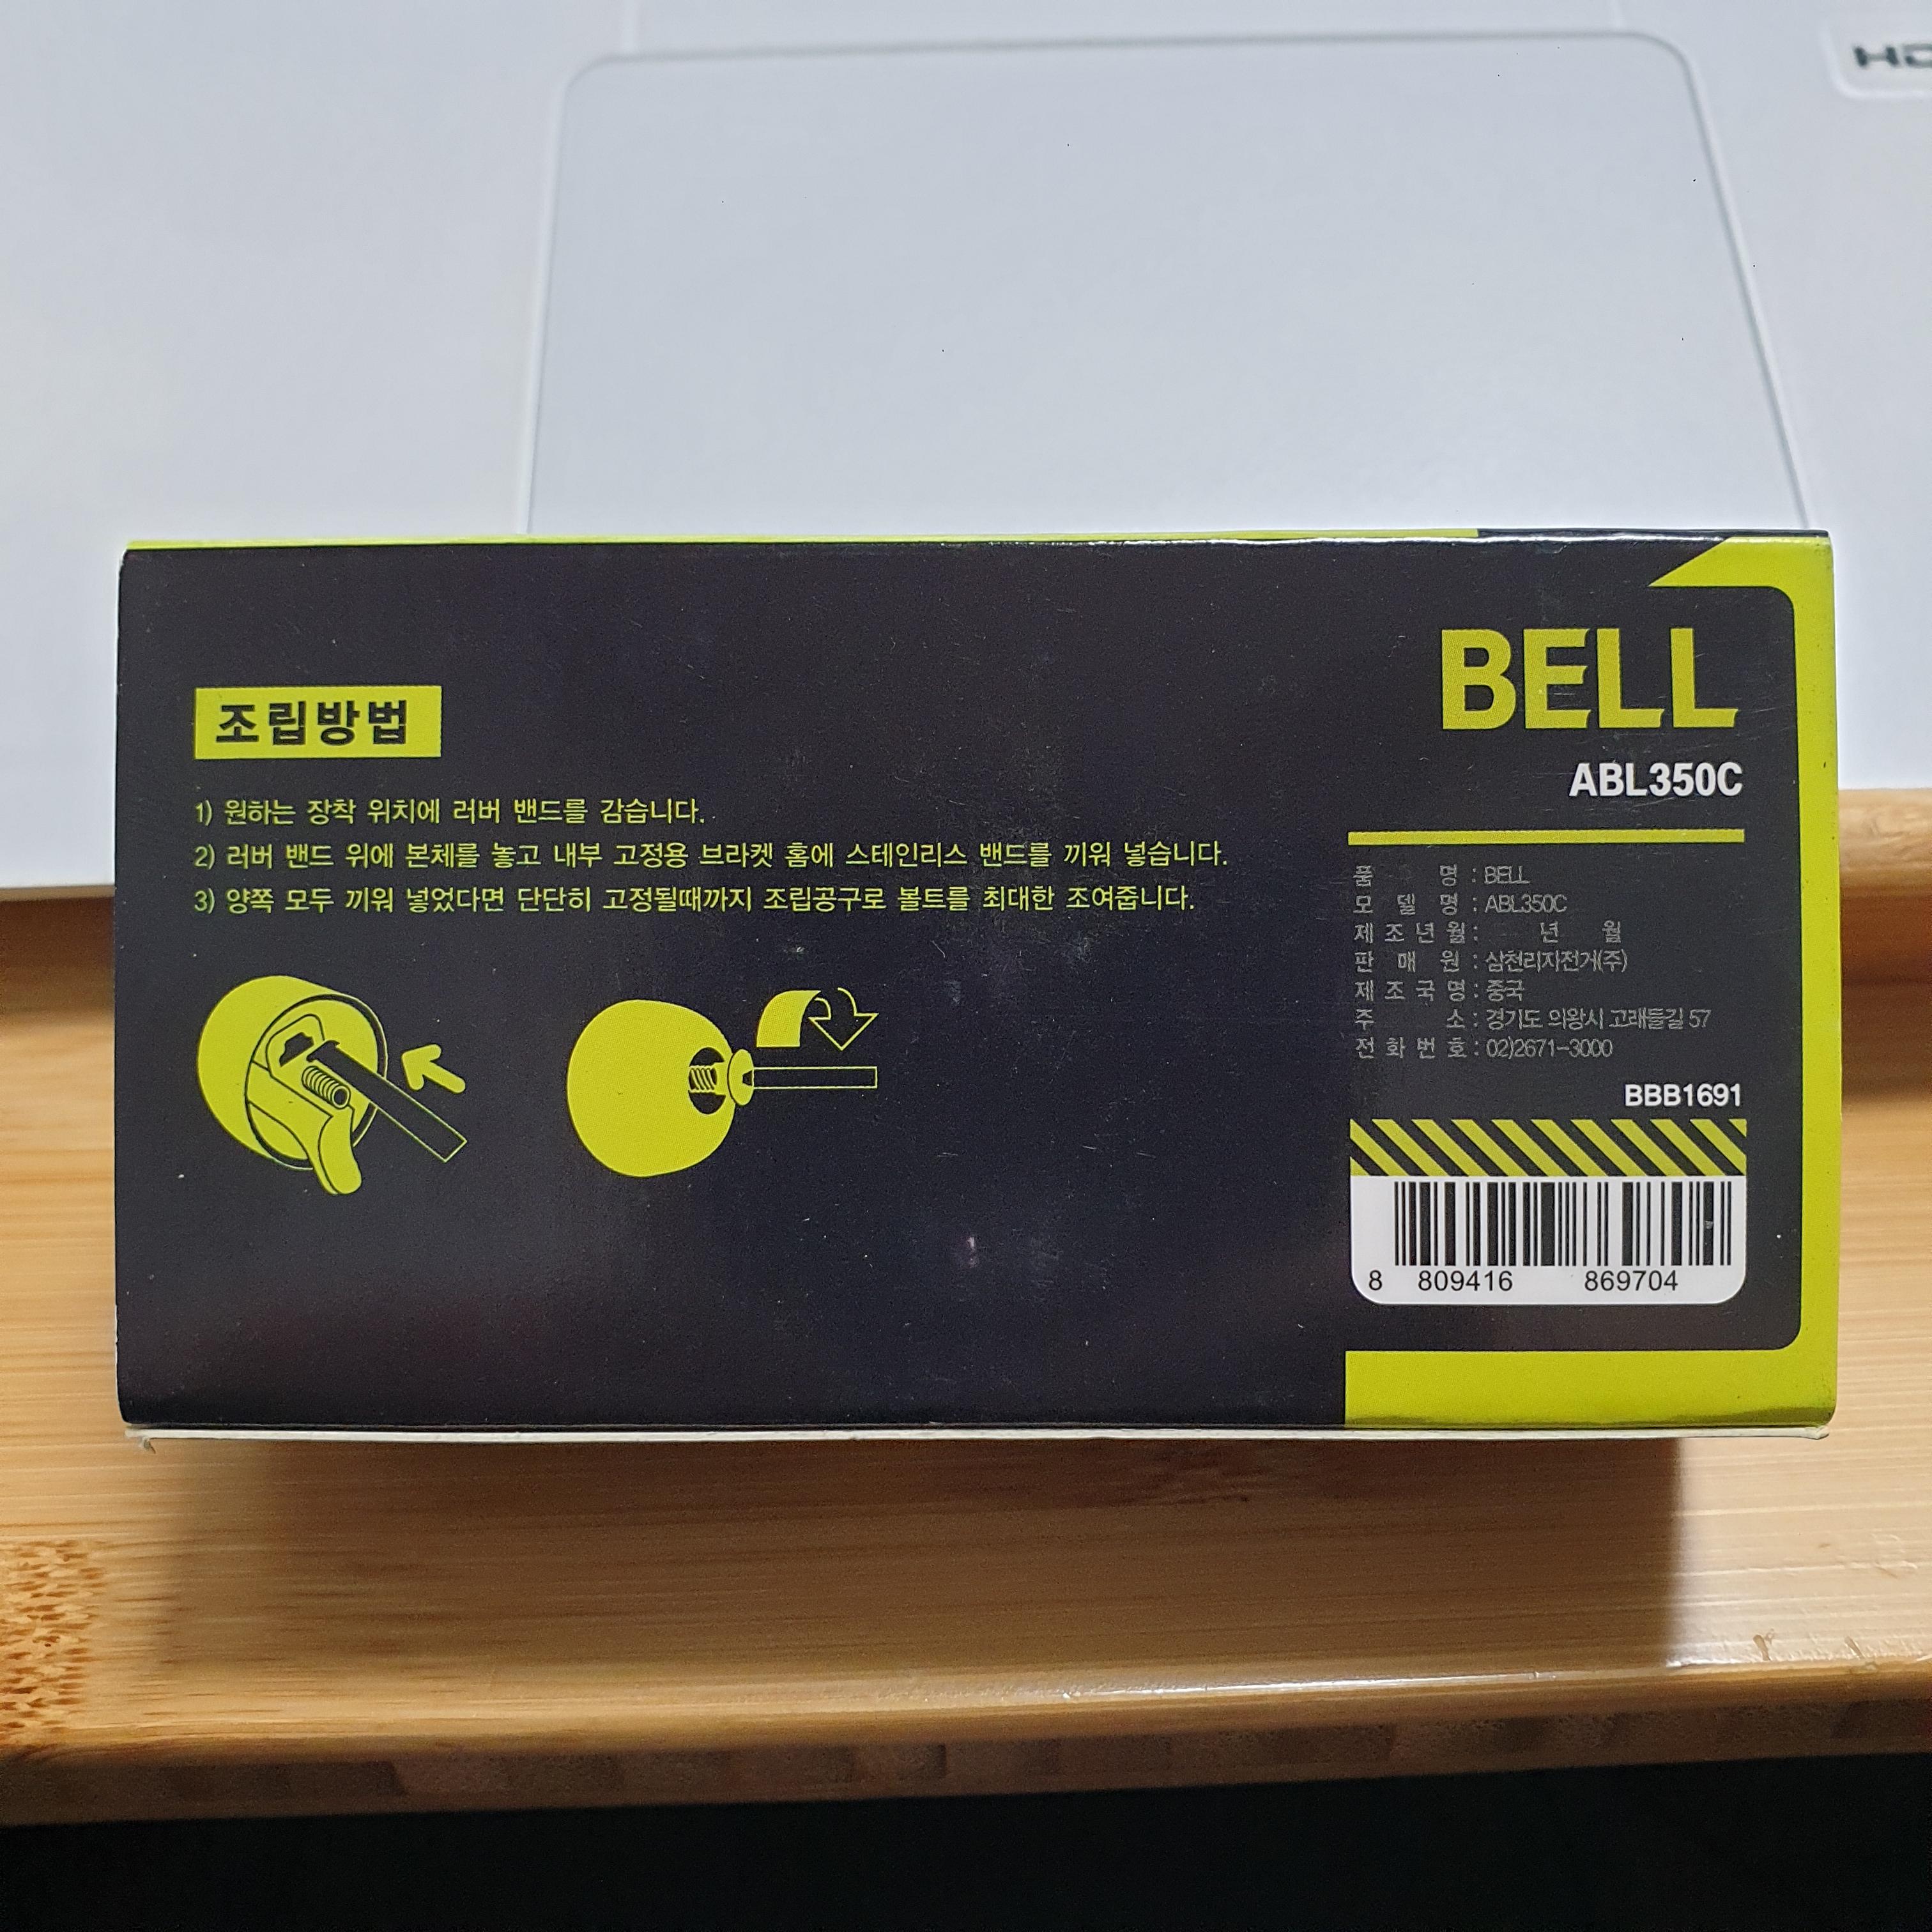 HD
조립방법
1) 원하는 장착 위치에 러버 밴드를 감습니다.
2) 러버 밴드 위에 본체를 놓고 내부 고정용 브라켓 홈에 스테인리스 밴드를 끼워 넣습니다.
3) 양쪽 모두 끼워 넣었다면 단단히 고정될때까지 조립공구로 볼트를 최대한 조여줍니다.
BELL
ABL350C
품 명 : BELL
모 델 명 : ABL350C
제 조 년 월 : 년 월
판 매 원 : 삼천리자전거(주)
제 조 국 명 : 중국
주 소 : 경기도 의왕시 고래들길 57
전 화 번 호 : 02)2671-3000
BBB1691
8 809416 869704